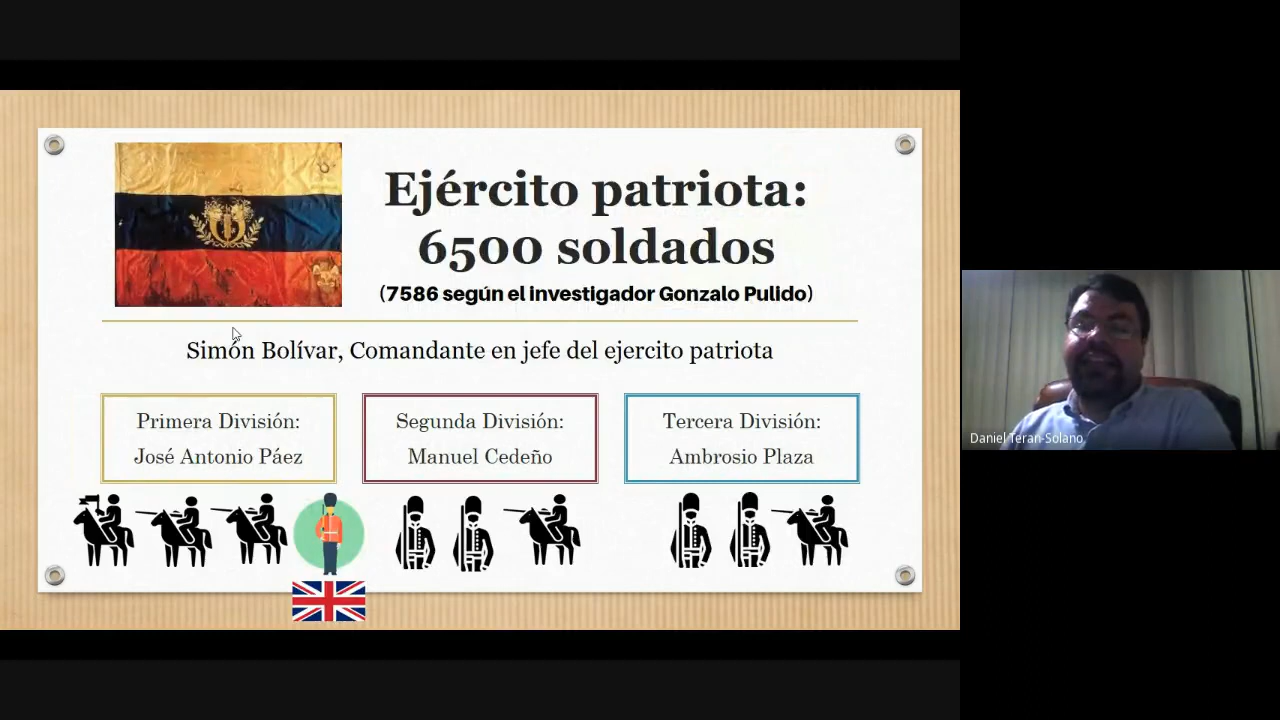 Ejército patriota:
6500 soldados
(7586 según el investigador Gonzalo Pulido)
Simón Bolívar, Comandante en jefe del ejercito patriota
Primera División:
José Antonio Páez
Segunda División:
Manuel Cedeño
Tercera División:
Ambrosio Plaza
Daniel Teran-Solano